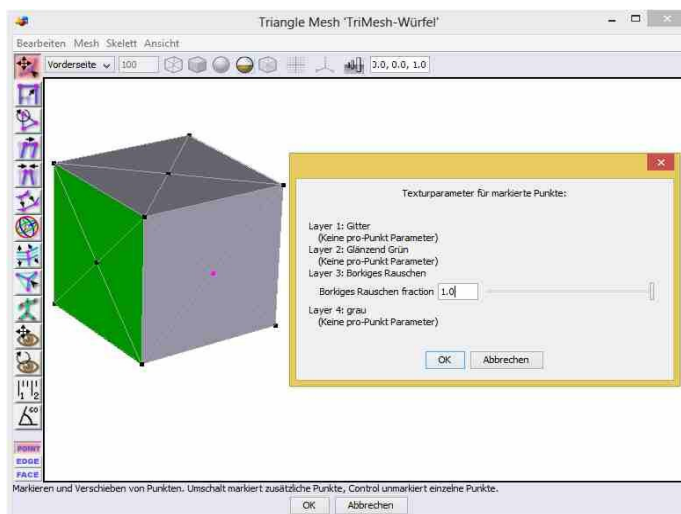 Triangle Mesh 'TriMesh-Würfel'
Bearbeiten Mesh Skelett Ansicht
Vorderseite 100 0.0, 0.0, 1.0
Texturparameter für markierte Punkte:
Layer 1: Gitter
(Keine pro-Punkt Parameter)
Layer 2: Glänzend Grün
(Keine pro-Punkt Parameter)
Layer 3: Borkiges Rauschen
Borkiges Rauschen fraction 1.0
Layer 4: grau
(Keine pro-Punkt Parameter)
OK Abbrechen
1 2
60
POINT
EDGE
FACE
Markieren und Verschieben von Punkten. Umschalt markiert zusätzliche Punkte, Control unmarkiert einzelne Punkte.
OK Abbrechen